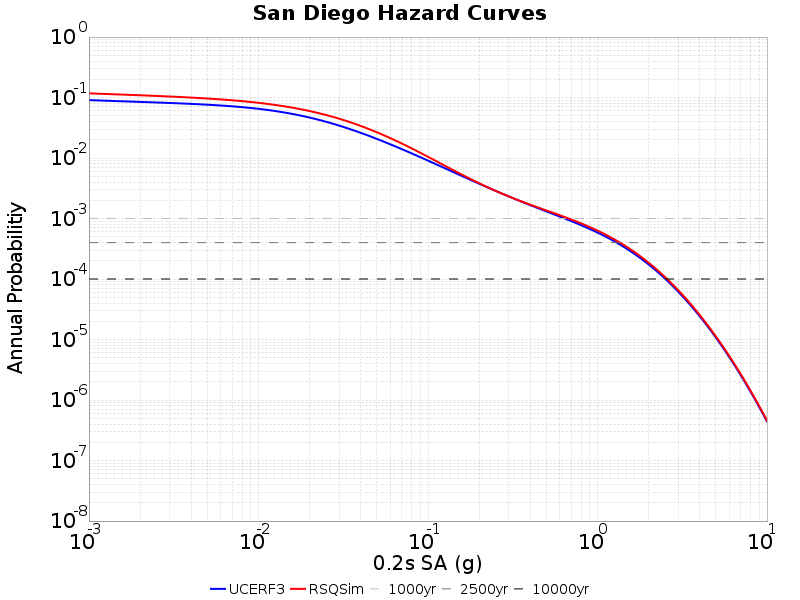 San Diego Hazard Curves
10^0
10^-1
10^-2
10^-3
10^-4
10^-5
10^-6
10^-7
10^-8
Annual Probabilitiy
10^-3 10^-2 10^-1 10^0 10^1
0.2s SA (g)
UCERF3 RSQSim 1000yr 2500yr 10000yr